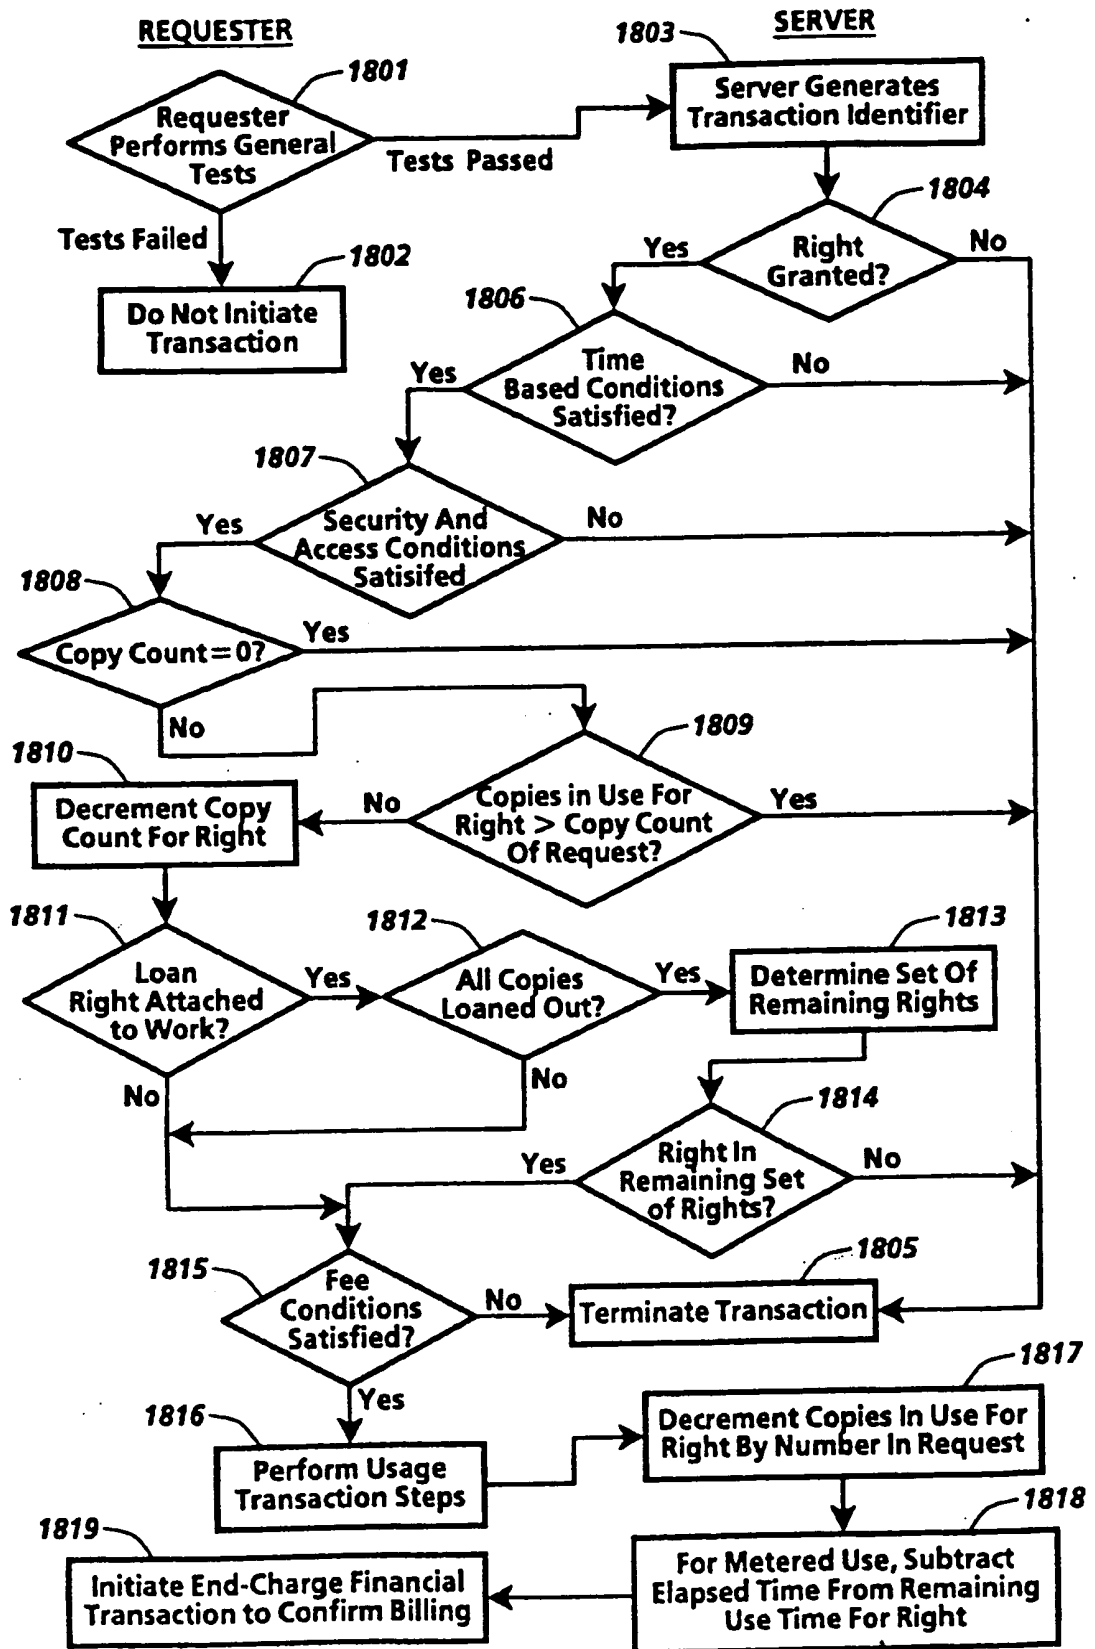 REQUESTER
SERVER
1801
1803
Requester
Performs General
Tests
Server Generates
Transaction Identifier
Tests Passed
Tests Failed
1802
Do Not Initiate
Transaction
1804
Right
Granted?
Yes
No
1806
Time
Based Conditions
Satisfied?
Yes
No
1807
Security And
Access Conditions
Satisifed
Yes
No
1808
Copy Count=0?
Yes
No
1809
Copies in Use For
Right > Copy Count
Of Request?
No
Yes
1810
Decrement Copy
Count For Right
1811
Loan
Right Attached
to Work?
Yes
No
1812
All Copies
Loaned Out?
Yes
No
1813
Determine Set Of
Remaining Rights
1814
Right In
Remaining Set
of Rights?
Yes
No
1815
Fee
Conditions
Satisfied?
No
Yes
1805
Terminate Transaction
1816
Perform Usage
Transaction Steps
1817
Decrement Copies In Use For
Right By Number In Request
1818
For Metered Use, Subtract
Elapsed Time From Remaining
Use Time For Right
1819
Initiate End-Charge Financial
Transaction to Confirm Billing